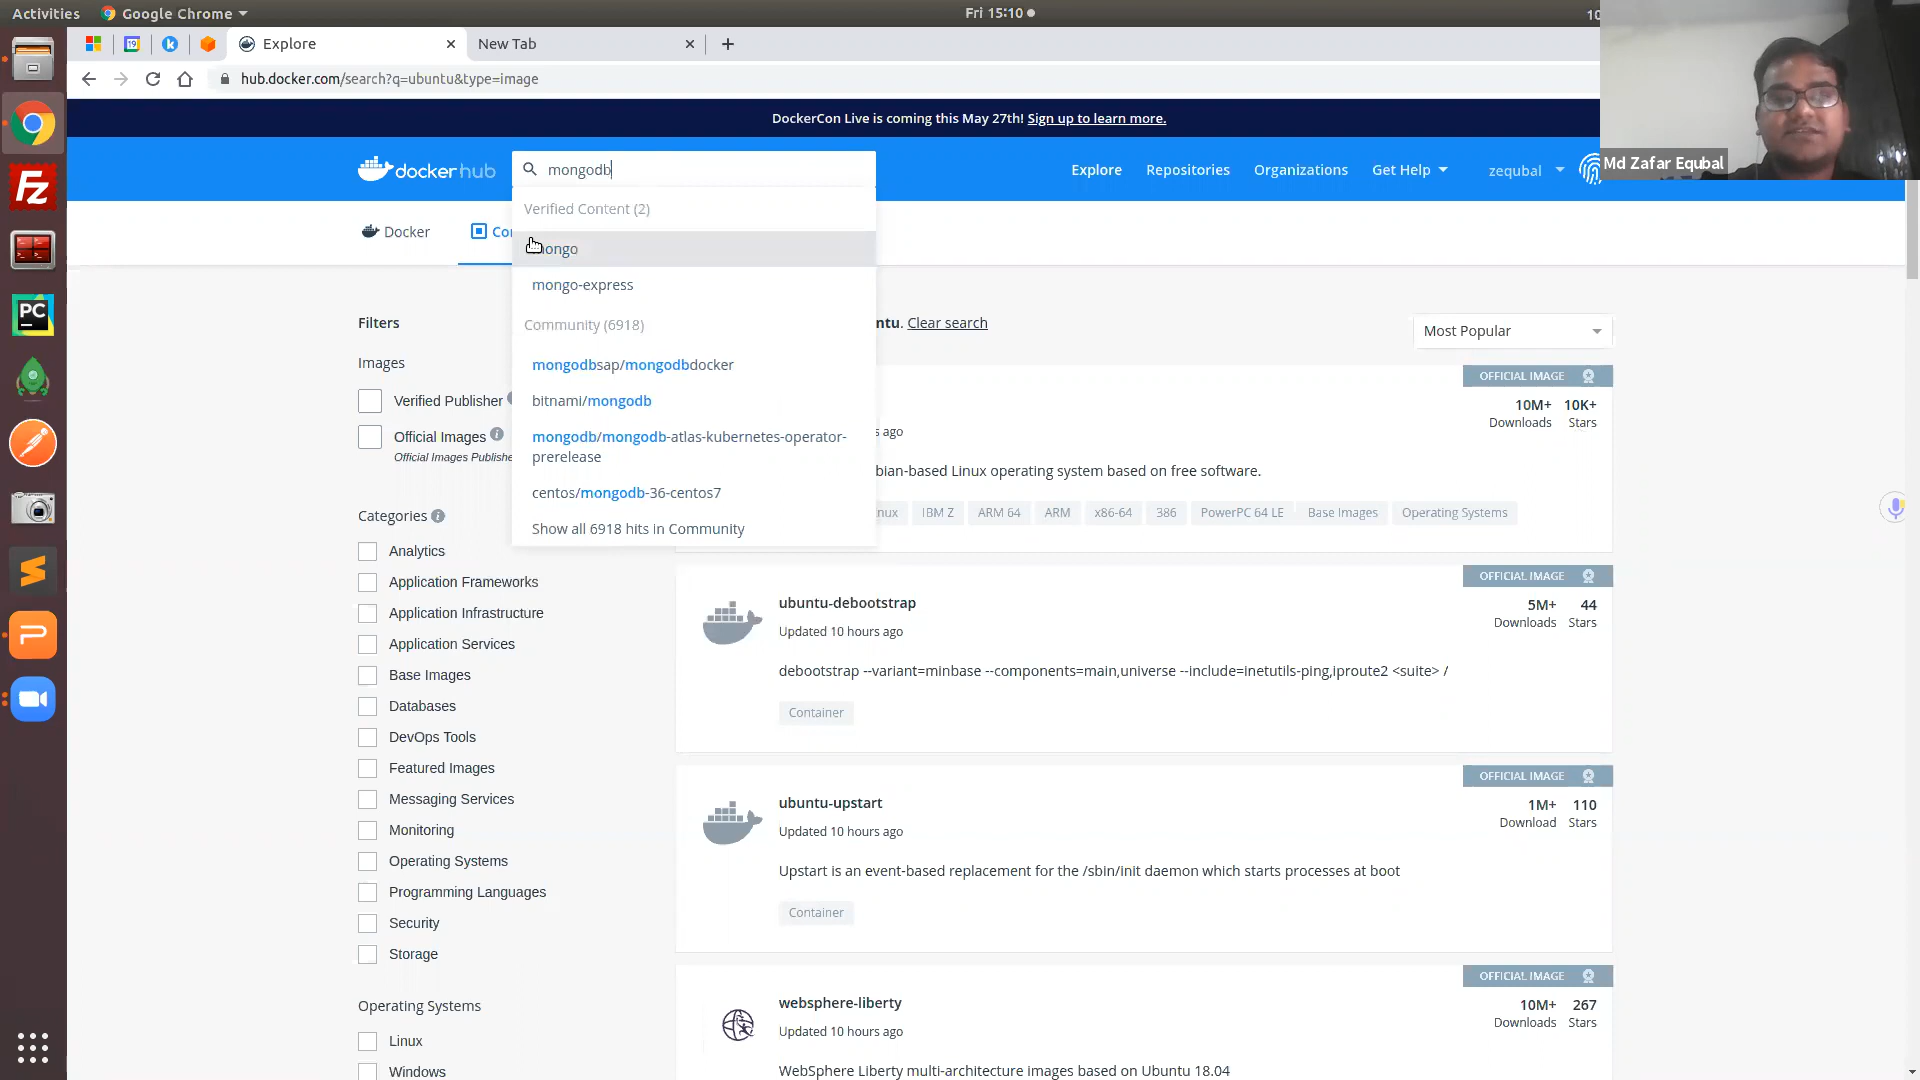 Activities
Google Chrome
Fri 15:10
Explore
New Tab
hub.docker.com/search?q=ubuntu&type=image
DockerCon Live is coming this May 27th! Sign up to learn more.
docker hub
mongodb
Explore
Repositories
Organizations
Get Help
zequbal
Md Zafar Equbal
Docker
Verified Content (2)
mongo-express
Community (6918)
mongodbsap/mongodbdocker
bitnami/mongodb
mongodb/mongodb-atlas-kubernetes-operator-
prerelease
centos/mongodb-36-centos7
Show all 6918 hits in Community
Filters
Images
Verified Publisher
Official Images
Categories
Analytics
Application Frameworks
Application Infrastructure
Application Services
Base Images
Databases
DevOps Tools
Featured Images
Messaging Services
Monitoring
Operating Systems
Programming Languages
Security
Storage
Operating Systems
Linux
Windows
Clear search
Most Popular
OFFICIAL IMAGE
10M+ 10K+
Downloads Stars
Linux operating system based on free software.
IBM Z ARM 64 ARM x86-64 386 PowerPC 64 LE Base Images Operating Systems
OFFICIAL IMAGE
ubuntu-debootstrap
5M+ 44
Downloads Stars
Updated 10 hours ago
debootstrap --variant=minbase --components=main,universe --include=inetutils-ping,iproute2 <suite> /
Container
OFFICIAL IMAGE
ubuntu-upstart
1M+ 110
Download Stars
Updated 10 hours ago
Upstart is an event-based replacement for the /sbin/init daemon which starts processes at boot
Container
OFFICIAL IMAGE
websphere-liberty
10M+ 267
Downloads Stars
Updated 10 hours ago
WebSphere Liberty multi-architecture images based on Ubuntu 18.04